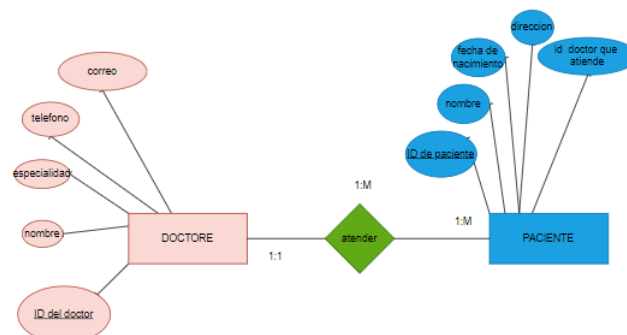 correo
telefono
especialidad
nombre
ID del doctor
DOCTORE
1:1
1:M
atender
1:M
PACIENTE
ID de paciente
nombre
fecha de
nacimiento
direccion
id doctor que
atiende